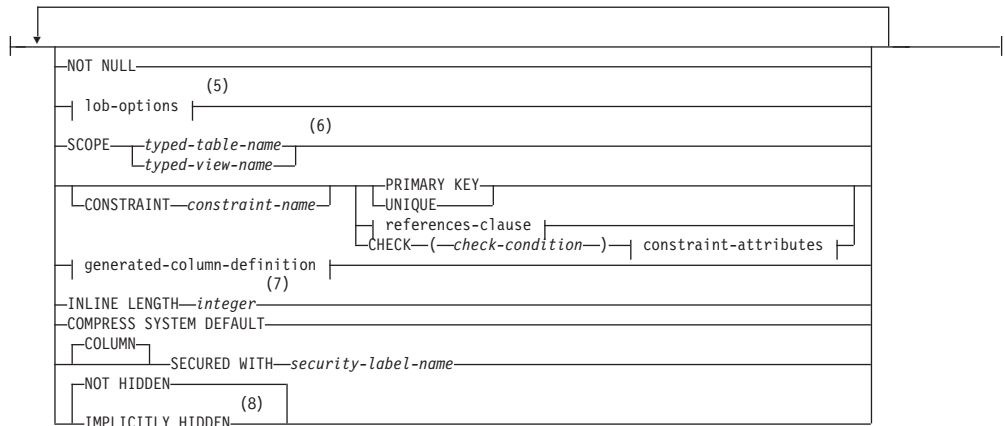 NOT NULL
(5)
lob-options
(6)
SCOPE typed-table-name
typed-view-name
PRIMARY KEY
CONSTRAINT constraint-name UNIQUE
references-clause
CHECK ( check-condition ) constraint-attributes
generated-column-definition
(7)
INLINE LENGTH integer
COMPRESS SYSTEM DEFAULT
COLUMN
SECURED WITH security-label-name
NOT HIDDEN
(8)
IMPLICITLY HIDDEN